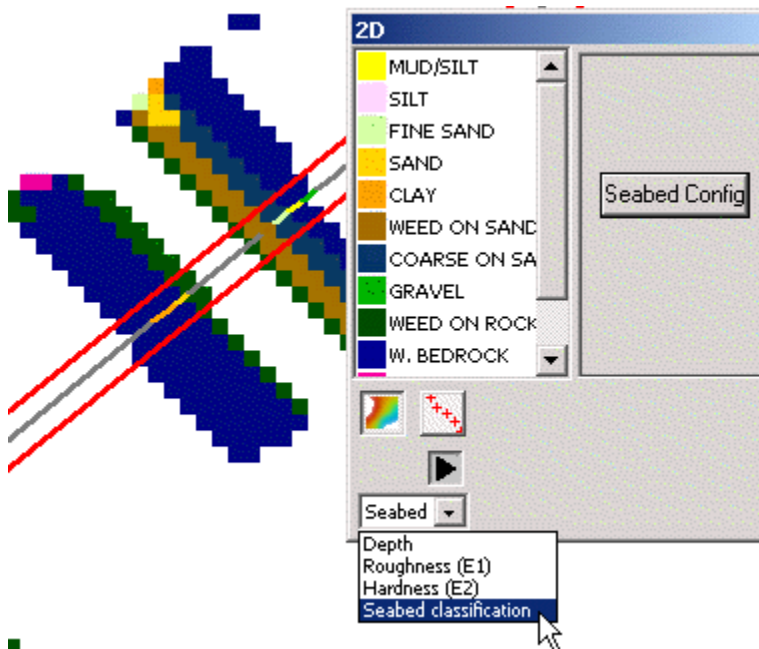 2D
MUD/SILT
SILT
FINE SAND
SAND
CLAY
WEED ON SAND
COARSE ON SA
GRAVEL
WEED ON ROCK
W. BEDROCK
Seabed Config
Seabed
Depth
Roughness (E1)
Hardness (E2)
Seabed classification